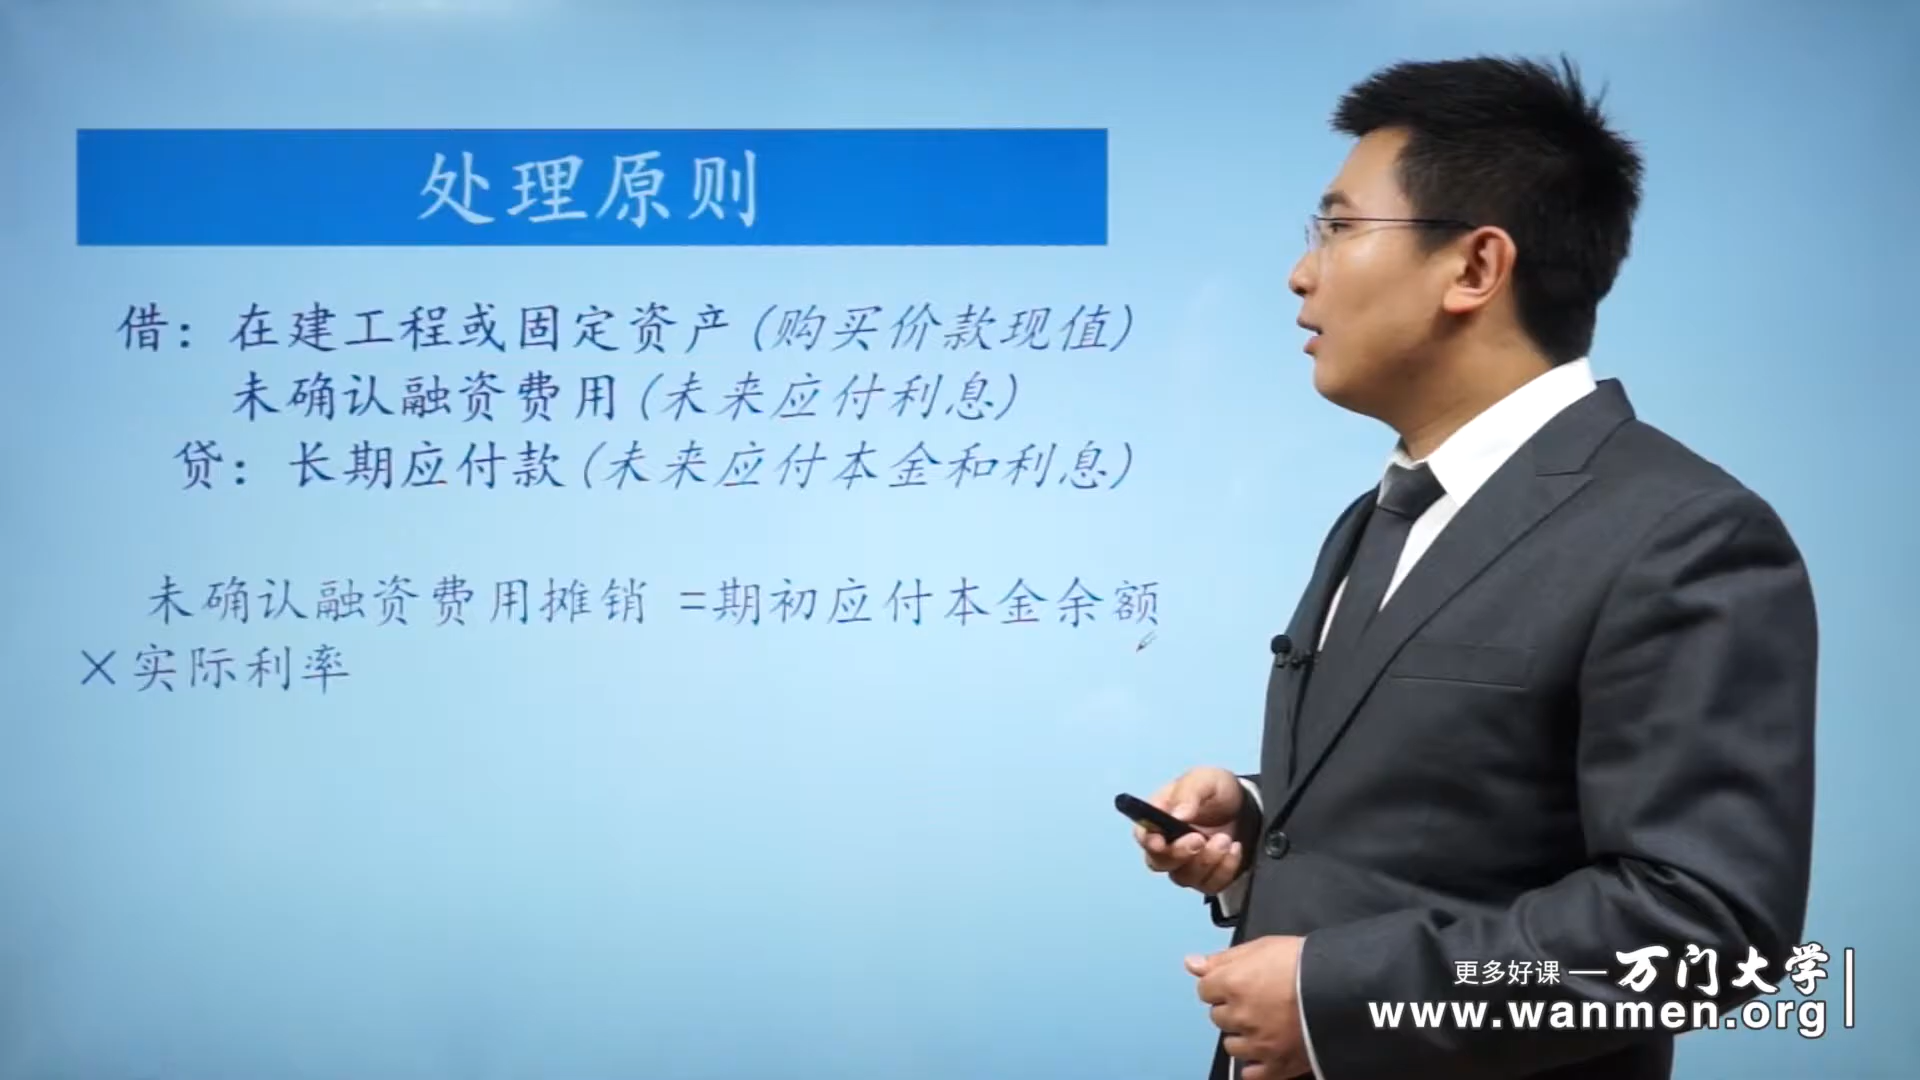 处理原则
借：在建工程或固定资产(购买价款现值)
未确认融资费用(未来应付利息)
贷：长期应付款(未来应付本金和利息)
未确认融资费用摊销 =期初应付本金余额
×实际利率
更多好课 — 万门大学
www.wanmen.org